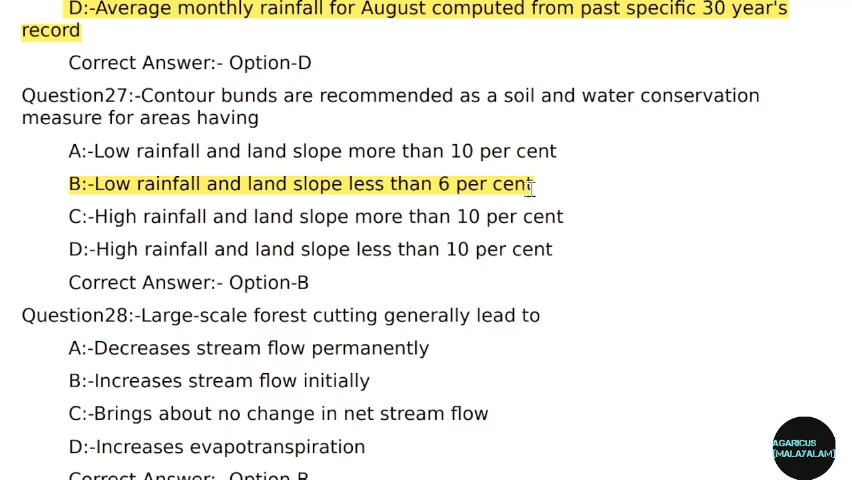 D:-Average monthly rainfall for August computed from past specific 30 year's
record
Correct Answer:- Option-D
Question27:-Contour bunds are recommended as a soil and water conservation
measure for areas having
A:-Low rainfall and land slope more than 10 per cent
B:-Low rainfall and land slope less than 6 per cent
C:-High rainfall and land slope more than 10 per cent
D:-High rainfall and land slope less than 10 per cent
Correct Answer:- Option-B
Question28:-Large-scale forest cutting generally lead to
A:-Decreases stream flow permanently
B:-Increases stream flow initially
C:-Brings about no change in net stream flow
D:-Increases evapotranspiration
Correct Answer:- Option-B
AGARICUS
[MALAYALAM]